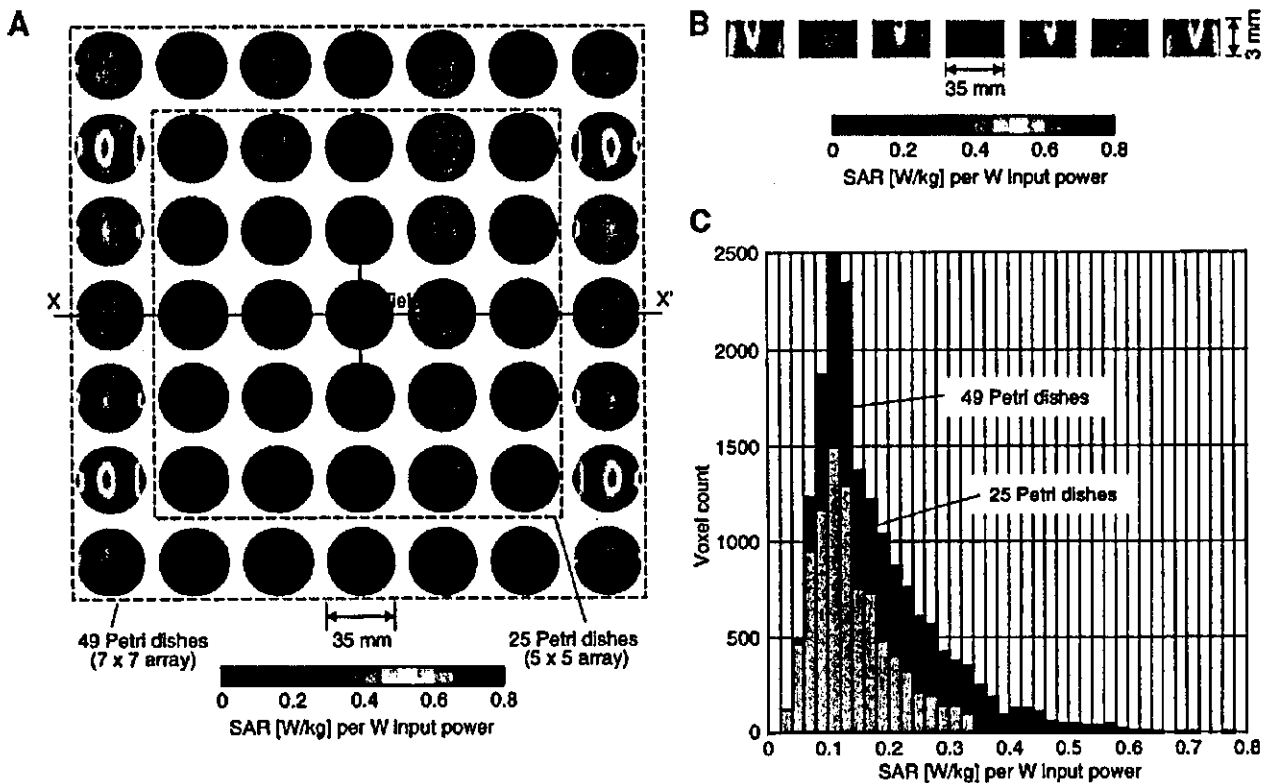 A
X
X'
49 Petri dishes
(7 x 7 array)
35 mm
25 Petri dishes
(5 x 5 array)
0 0.2 0.4 0.6 0.8
SAR [W/kg] per W input power
B
3 mm
35 mm
0 0.2 0.4 0.6 0.8
SAR [W/kg] per W input power
C
2500
2000
1500
1000
500
0
Voxel count
49 Petri dishes
25 Petri dishes
0 0.1 0.2 0.3 0.4 0.5 0.6 0.7 0.8
SAR [W/kg] per W input power